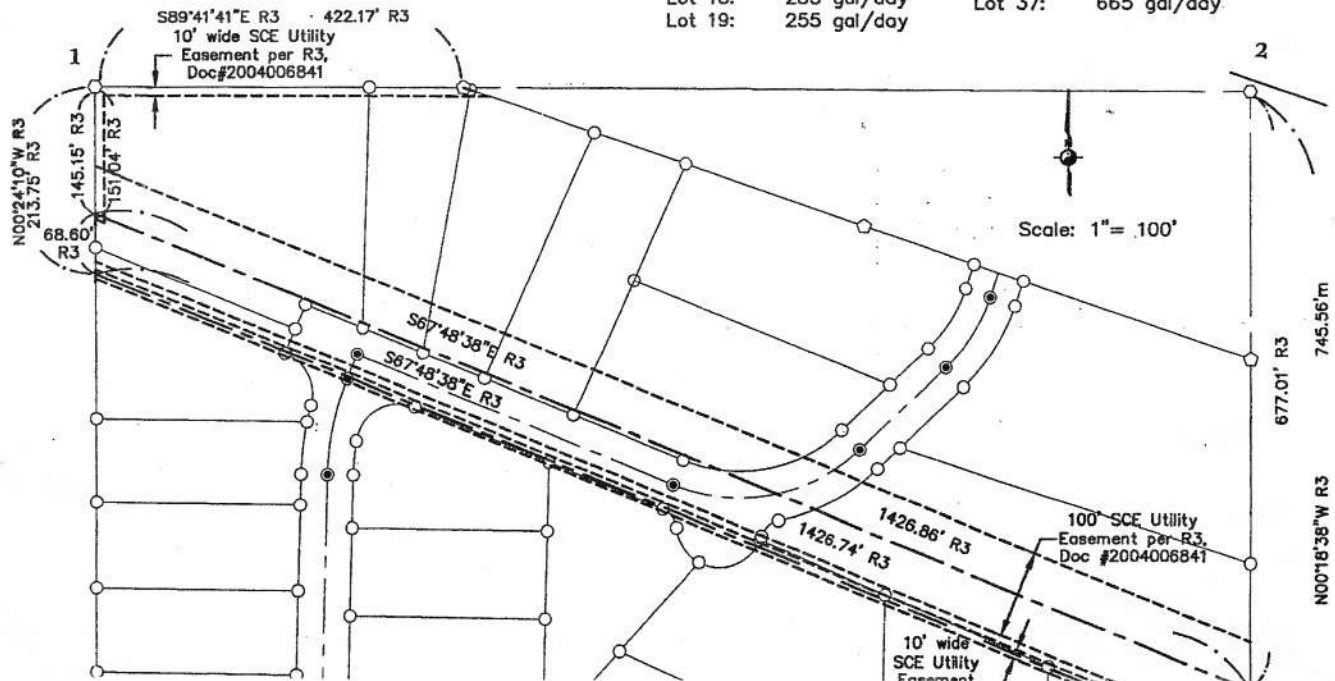 Lot 19: 255 gal/day
Lot 37: 665 gal/day
S89°41'41"E R3 422.17' R3
10' wide SCE Utility
Easement per R3,
Doc#2004006841
1
2
N00°24'10"W R3
213.75' R3
145.15' R3
151.04' R3
68.60'
R3
Scale: 1"= 100'
S67°48'38"E R3
S67°48'38"E R3
745.56'm
677.01' R3
1426.86' R3
1426.74' R3
100' SCE Utility
Easement per R3,
Doc #2004006841
N00°18'38"W R3
10' wide
SCE Utility
Easement